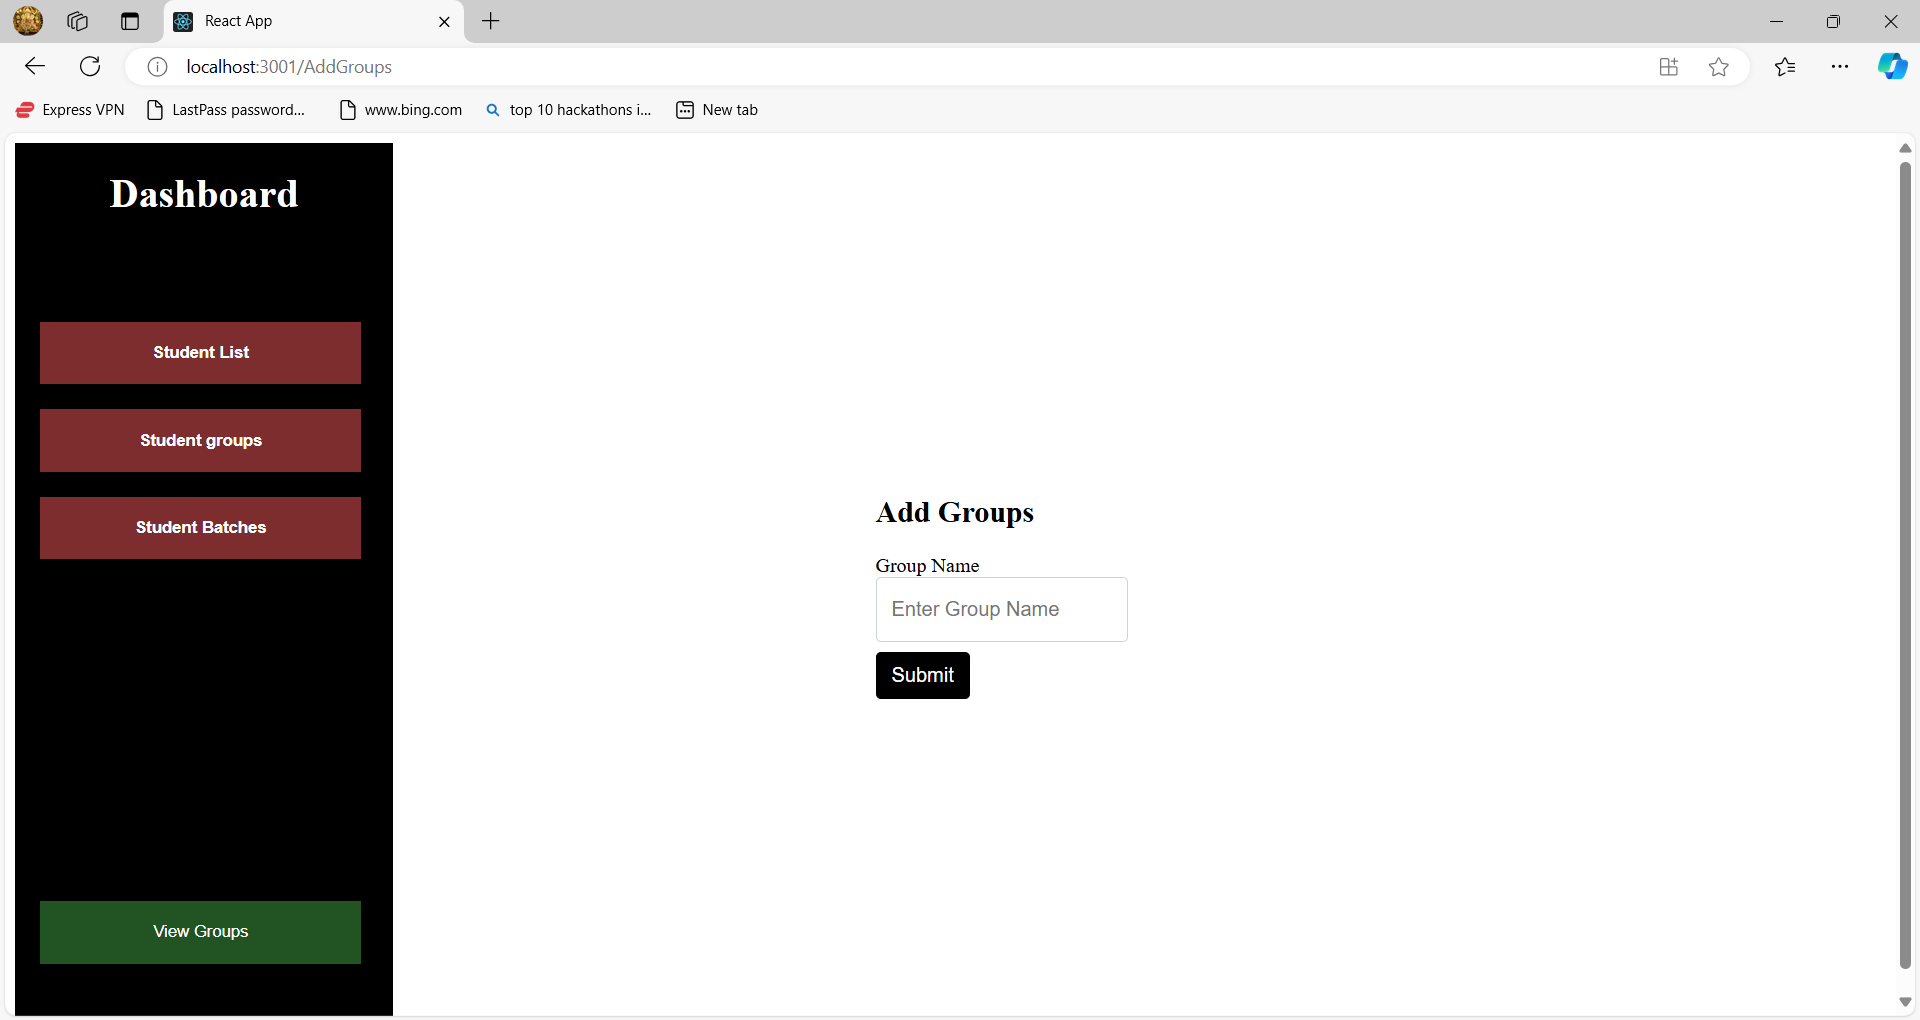 React App
localhost:3001/AddGroups
Express VPN
LastPass password...
www.bing.com
top 10 hackathons i...
New tab
Dashboard
Student List
Student groups
Student Batches
View Groups
Add Groups
Group Name
Enter Group Name
Submit